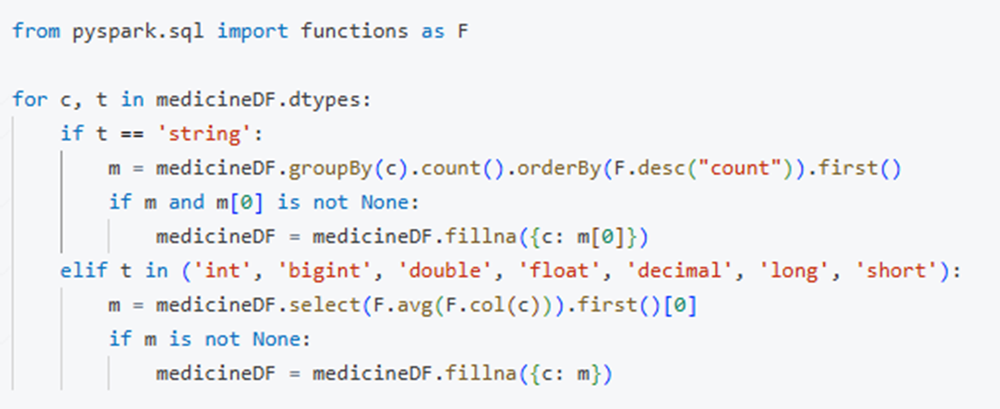 from pyspark.sql import functions as F
for c, t in medicineDF.dtypes:
    if t == 'string':
        m = medicineDF.groupBy(c).count().orderBy(F.desc("count")).first()
        if m and m[0] is not None:
            medicineDF = medicineDF.fillna({c: m[0]})
    elif t in ('int', 'bigint', 'double', 'float', 'decimal', 'long', 'short'):
        m = medicineDF.select(F.avg(F.col(c))).first()[0]
        if m is not None:
            medicineDF = medicineDF.fillna({c: m})